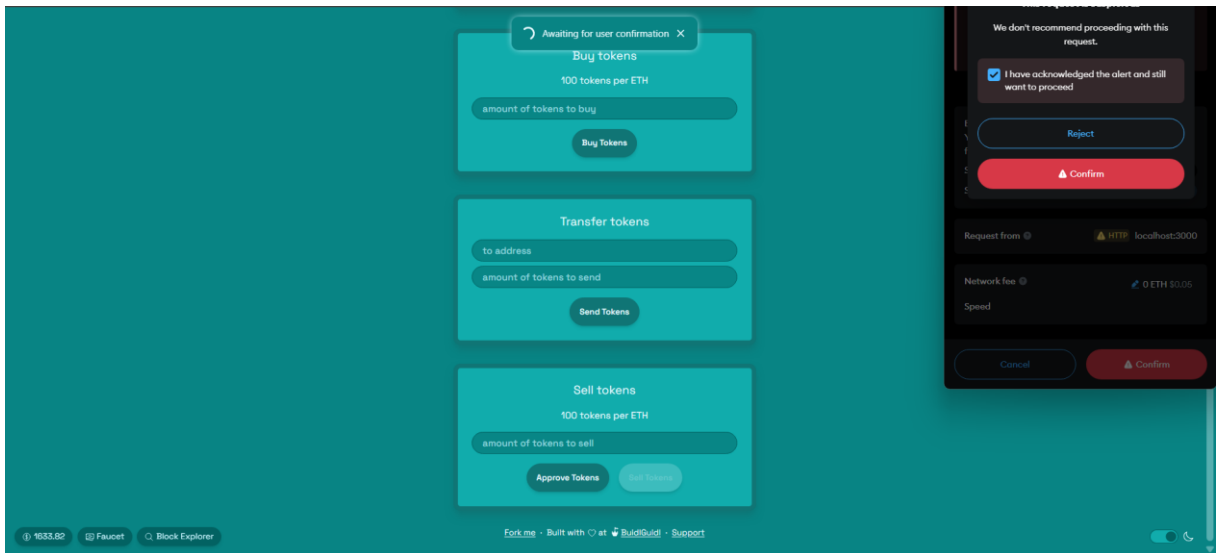 Awaiting for user confirmation
Buy tokens
100 tokens per ETH
amount of tokens to buy
Buy Tokens
Transfer tokens
to address
amount of tokens to send
Send Tokens
Sell tokens
100 tokens per ETH
amount of tokens to sell
Approve Tokens
Sell Tokens
1633.82
Faucet
Block Explorer
Fork me · Built with ♡ at BuidlGuidl · Support
We don't recommend proceeding with this
request.
I have acknowledged the alert and still
want to proceed
Reject
Confirm
Request from
HTTP localhost:3000
Network fee
0 ETH $0.05
Speed
Cancel
Confirm